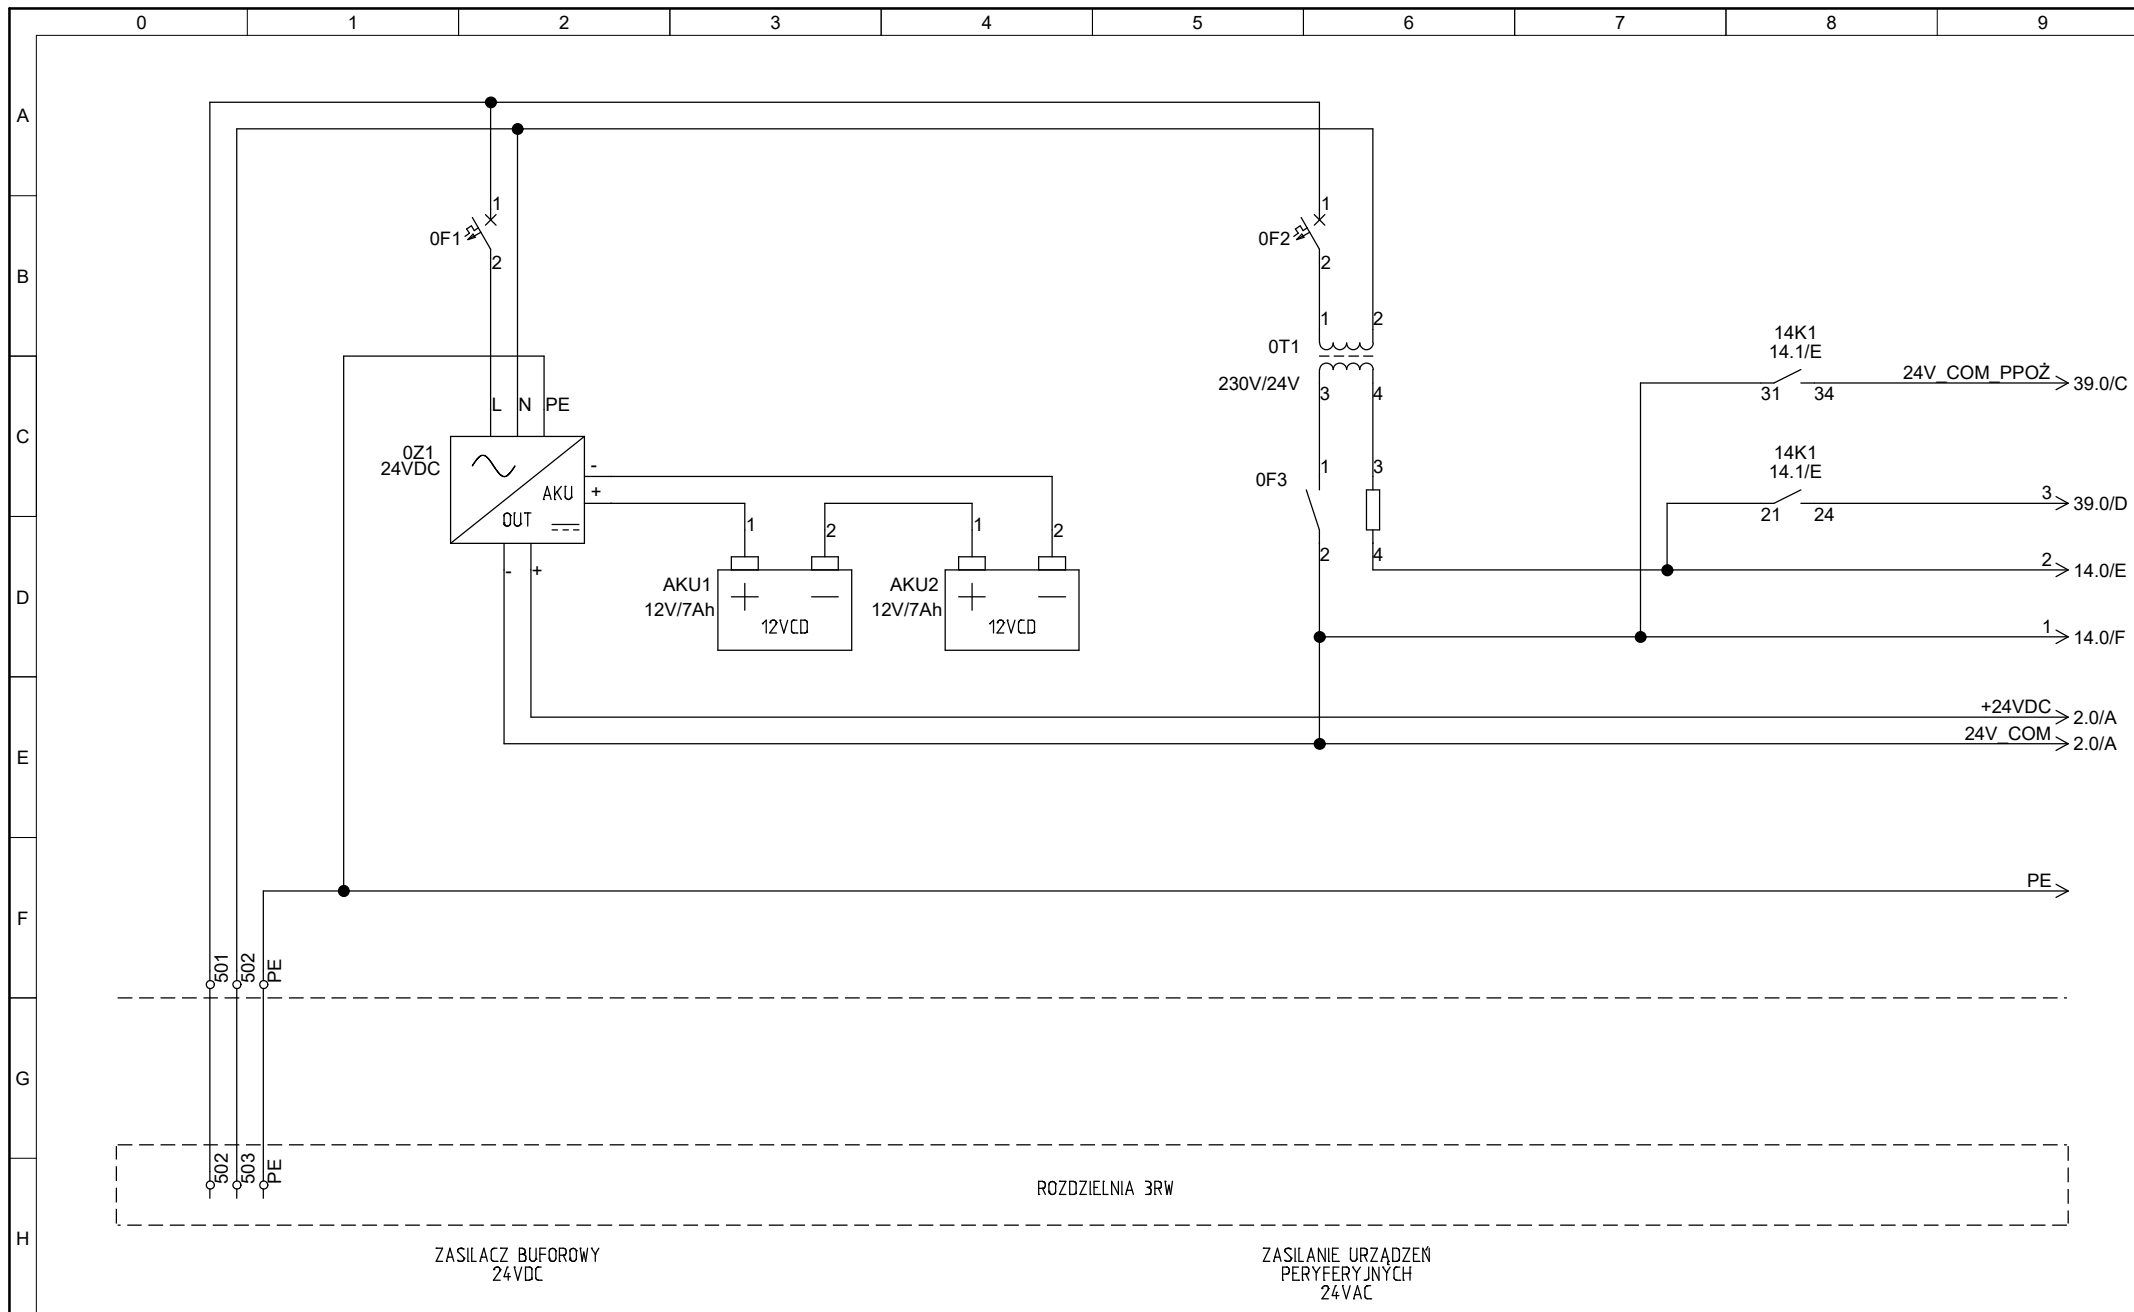 0 1 2 3 4 5 6 7 8 9
A
B
C
D
E
F
G
H
1
0F1
2
1
0F2
2
1 2
0T1
230V/24V
3 4
14K1
14.1/E
31 34
24V_COM_PPOŻ
39.0/C
L N PE
0Z1
24VDC
AKU
OUT
-
+
- +
14K1
14.1/E
21 24
3
39.0/D
1 3
0F3
2 4
1 2 1 2
AKU1
12V/7Ah
12VCD
AKU2
12V/7Ah
12VCD
2
14.0/E
1
14.0/F
+24VDC
2.0/A
24V_COM
2.0/A
PE
501 502 PE
502 503 PE
ROZDZIELNIA 3RW
ZASILACZ BUFOROWY
24VDC
ZASILANIE URZĄDZEŃ
PERYFERYJNYCH
24VAC